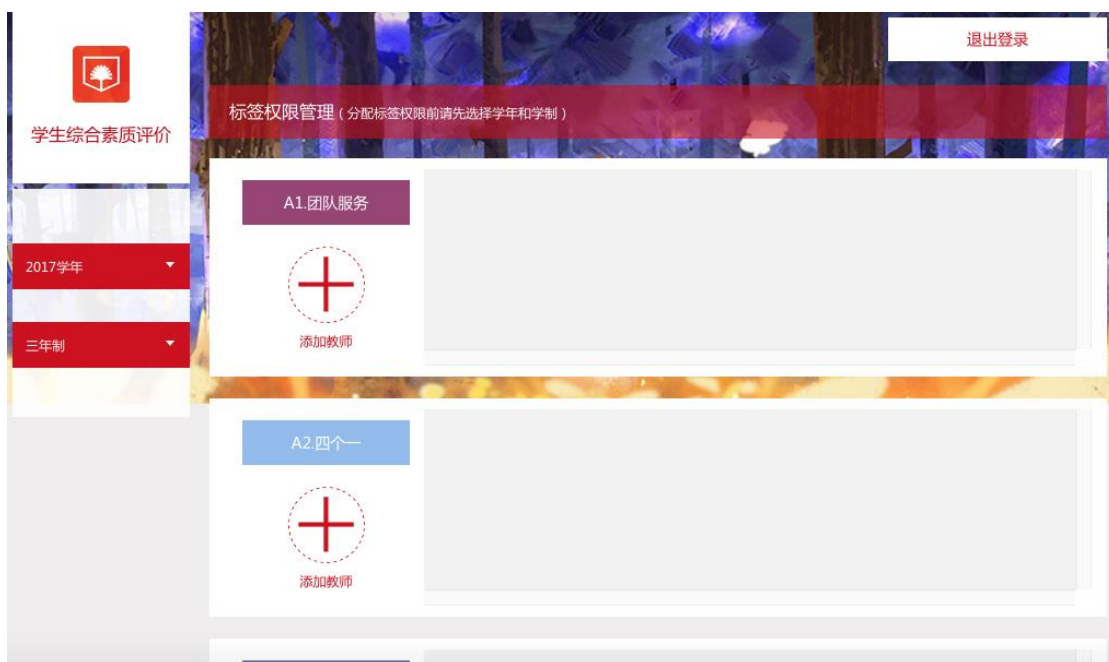 退出登录
学生综合素质评价
标签权限管理（分配标签权限前请先选择学年和学制）
2017学年
三年制
A1.团队服务
添加教师
A2.四个一
添加教师